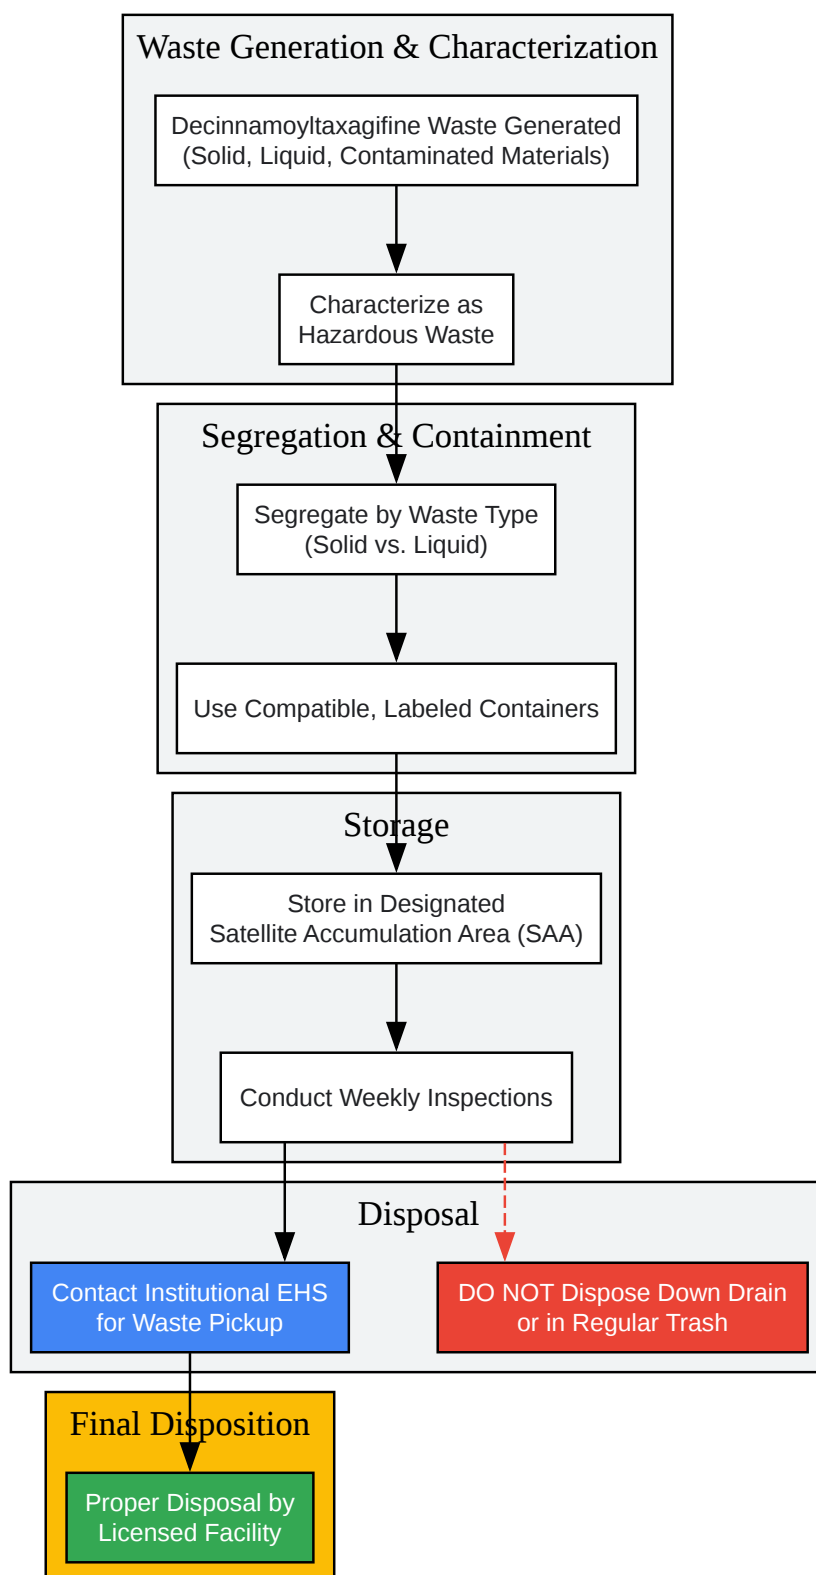 Waste Generation & Characterization
Decinnamoyltaxagifine Waste Generated
(Solid, Liquid, Contaminated Materials)
Characterize as
Hazardous Waste
Segregation & Containment
Segregate by Waste Type
(Solid vs. Liquid)
Use Compatible, Labeled Containers
Storage
Store in Designated
Satellite Accumulation Area (SAA)
Conduct Weekly Inspections
Disposal
Contact Institutional EHS
for Waste Pickup
DO NOT Dispose Down Drain
or in Regular Trash
Final Disposition
Proper Disposal by
Licensed Facility